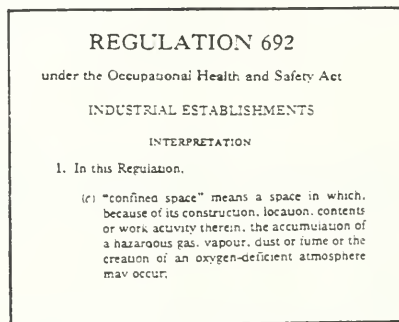 REGULATION 692
under the Occupational Health and Safety Act
INDUSTRIAL ESTABLISHMENTS
INTERPRETATION
1. In this Regulation,
(c) "confined space" means a space in which,
because of its construction, location, contents
or work activity therein, the accumulation of
a hazardous gas, vapour, dust or fume or the
creation of an oxygen-deficient atmosphere
may occur;